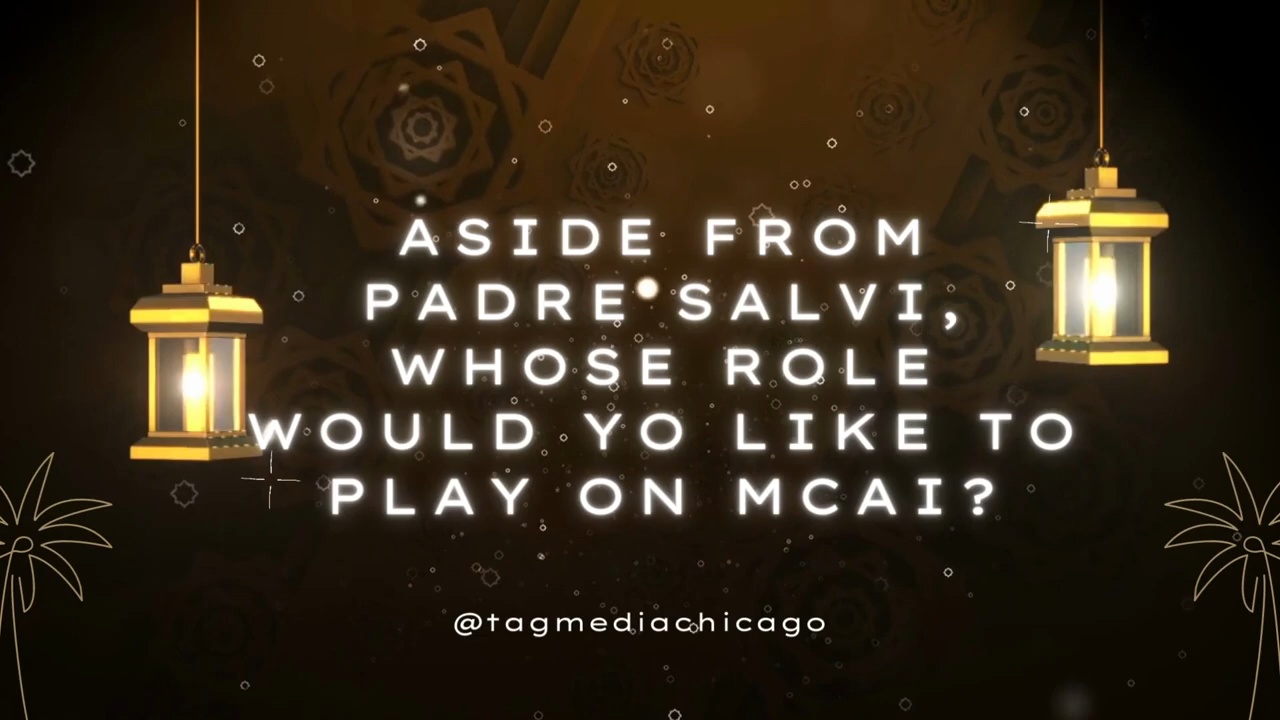 ASIDE FROM
PADRE SALVI,
WHOSE ROLE
WOULD YO LIKE TO
PLAY ON MCAI?
@tagmediachicago